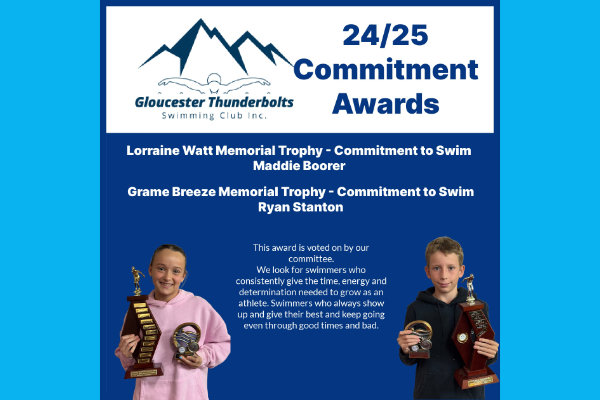 24/25
Commitment
Awards
Gloucester Thunderbolts
Swimming Club Inc.
Lorraine Watt Memorial Trophy - Commitment to Swim
Maddie Boorer
Grame Breeze Memorial Trophy - Commitment to Swim
Ryan Stanton
This award is voted on by our
committee.
We look for swimmers who
consistently give the time, energy and
determination needed to grow as an
athlete. Swimmers who always show
up and give their best and keep going
even through good times and bad.